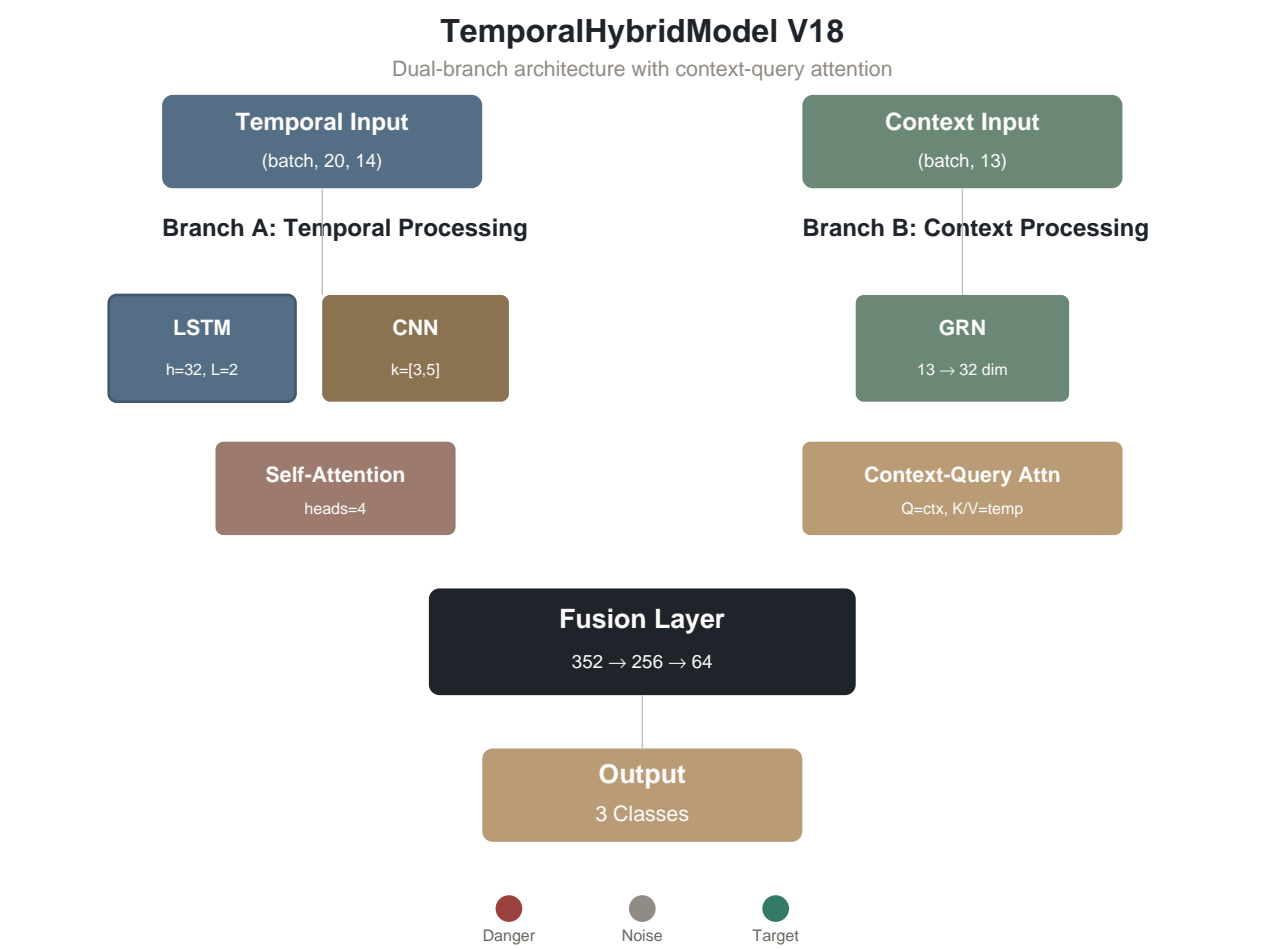 TemporalHybridModel V18
Dual-branch architecture with context-query attention
Temporal Input
(batch, 20, 14)
Context Input
(batch, 13)
Branch A: Temporal Processing
Branch B: Context Processing
LSTM
h=32, L=2
CNN
k=[3,5]
GRN
13 → 32 dim
Self-Attention
heads=4
Context-Query Attn
Q=ctx, K/V=temp
Fusion Layer
352 → 256 → 64
Output
3 Classes
Danger
Noise
Target